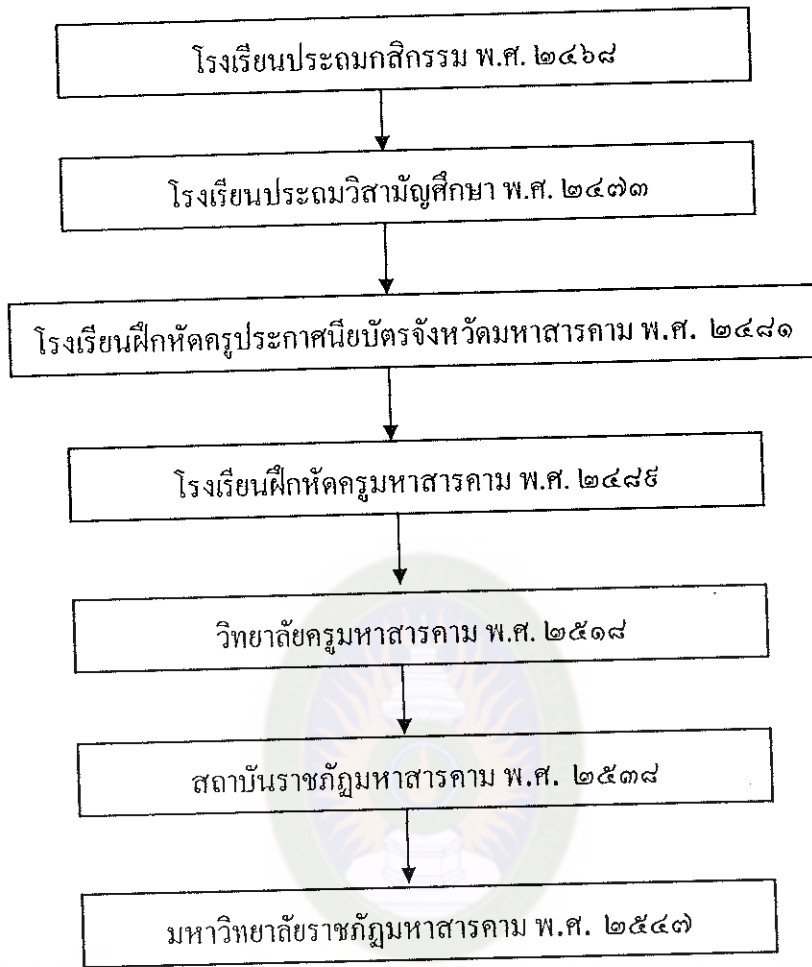 โรงเรียนประถมกสิกรรม พ.ศ. ๒๔๖๘
โรงเรียนประถมวิสามัญศึกษา พ.ศ. ๒๔๗๓
โรงเรียนฝึกหัดครูประกาศนียบัตรจังหวัดมหาสารคาม พ.ศ. ๒๔๘๑
โรงเรียนฝึกหัดครูมหาสารคาม พ.ศ. ๒๔๘๙
วิทยาลัยครูมหาสารคาม พ.ศ. ๒๕๑๘
สถาบันราชภัฏมหาสารคาม พ.ศ. ๒๕๓๘
มหาวิทยาลัยราชภัฏมหาสารคาม พ.ศ. ๒๕๔๗